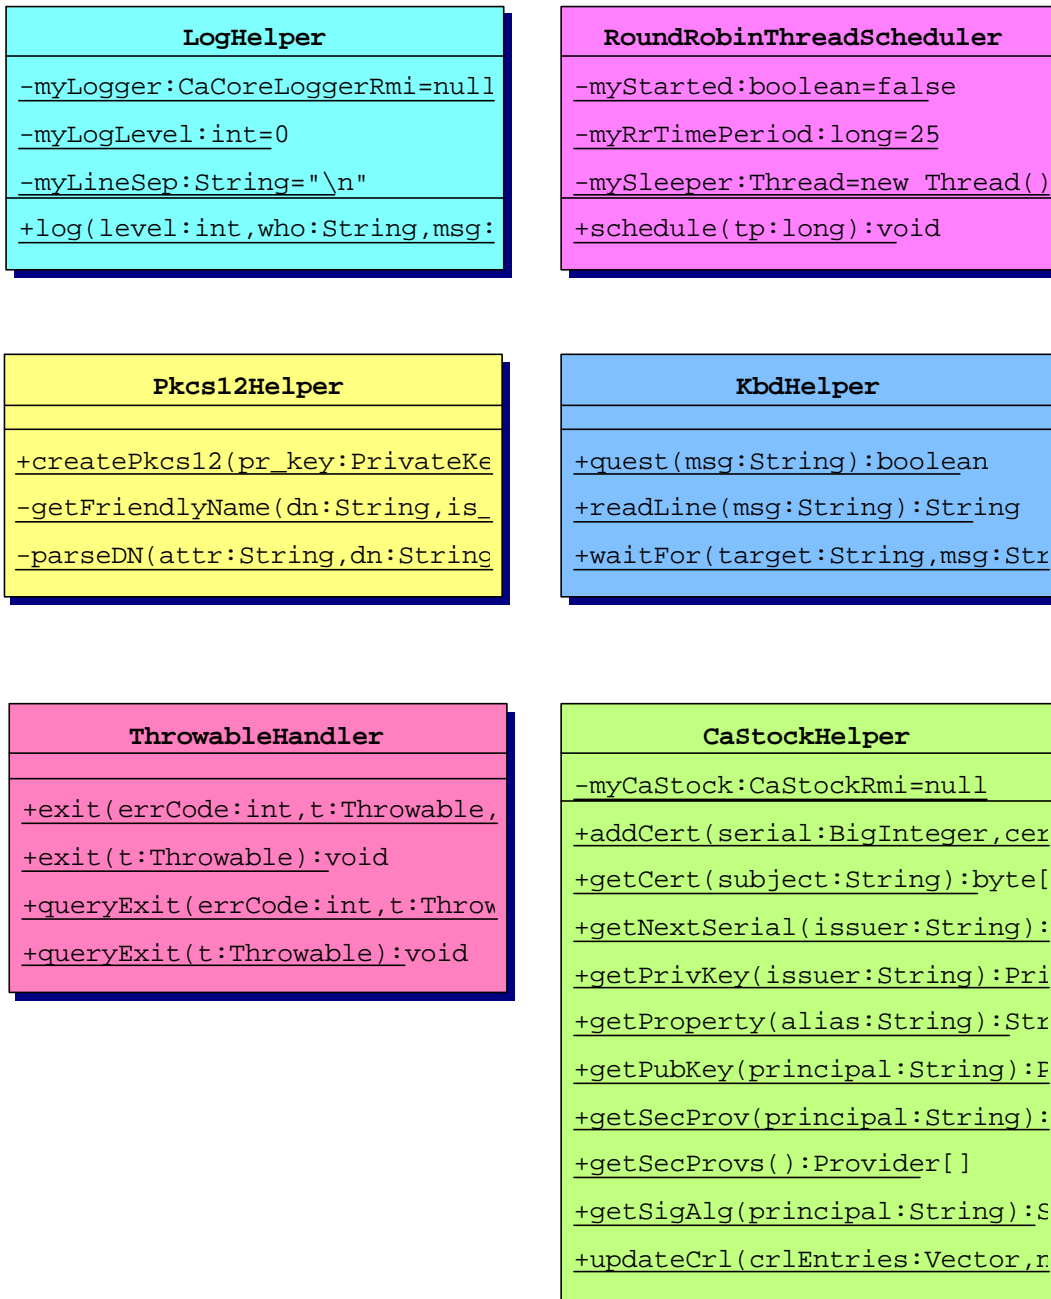 LogHelper
-myLogger:CaCoreLoggerRmi=null
-myLogLevel:int=0
-myLineSep:String="\n"
+log(level:int,who:String,msg:
RoundRobinThreadScheduler
-myStarted:boolean=false
-myRrTimePeriod:long=25
-mySleeper:Thread=new Thread()
+schedule(tp:long):void
Pkcs12Helper
+createPkcs12(pr_key:PrivateKe
-getFriendlyName(dn:String,is_
-parseDN(attr:String,dn:String
KbdHelper
+quest(msg:String):boolean
+readLine(msg:String):String
+waitFor(target:String,msg:Str
ThrowableHandler
+exit(errCode:int,t:Throwable,
+exit(t:Throwable):void
+queryExit(errCode:int,t:Throw
+queryExit(t:Throwable):void
CaStockHelper
-myCaStock:CaStockRmi=null
+addCert(serial:BigInteger,cer
+getCert(subject:String):byte[
+getNextSerial(issuer:String):
+getPrivKey(issuer:String):Pri
+getProperty(alias:String):Str
+getPubKey(principal:String):P
+getSecProv(principal:String):
+getSecProvs():Provider[]
+getSigAlg(principal:String):S
+updateCrl(crlEntries:Vector,n